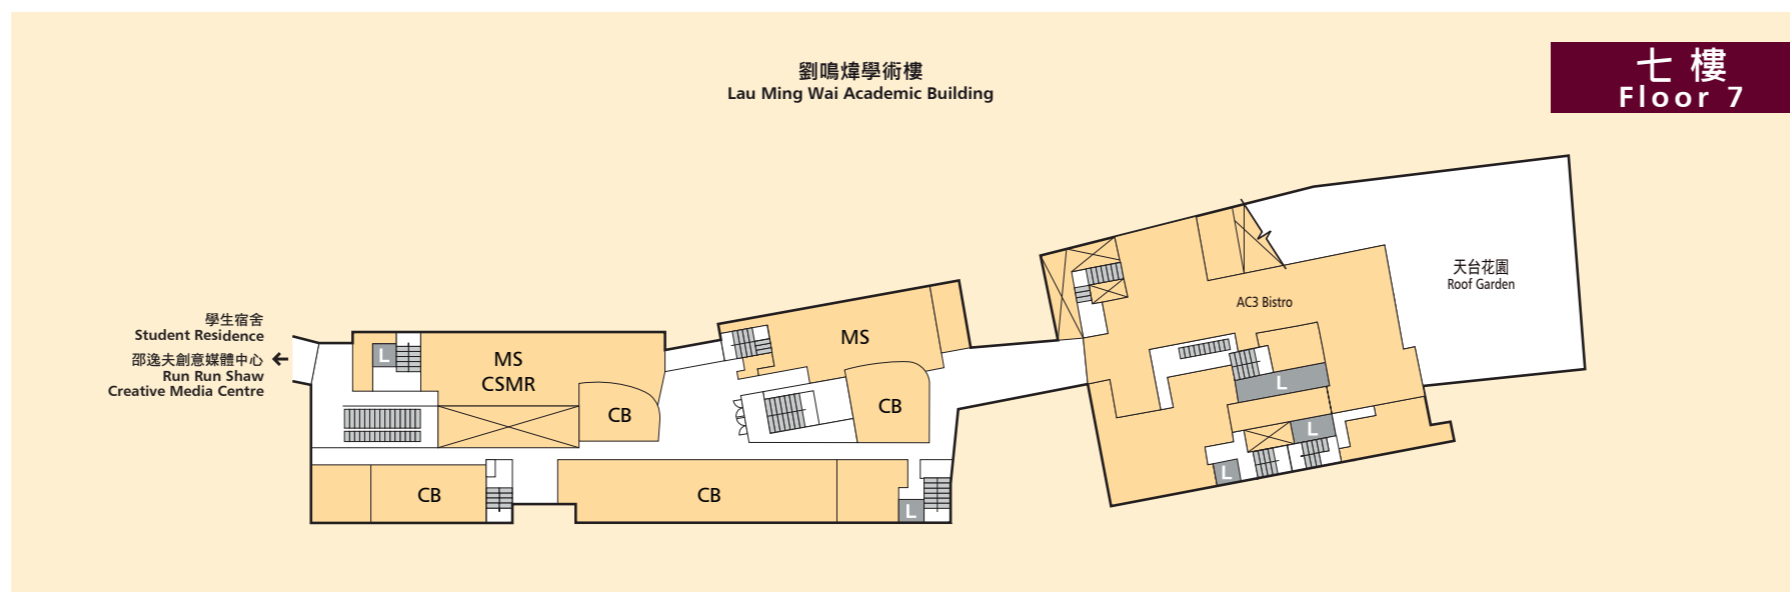 劉鳴煒學術樓
Lau Ming Wai Academic Building
七樓
Floor 7
天台花園
Roof Garden
AC3 Bistro
學生宿舍
Student Residence
邵逸夫創意媒體中心
Run Run Shaw
Creative Media Centre
L
MS
CSMR
CB
MS
CB
L
L
L
CB
CB
L